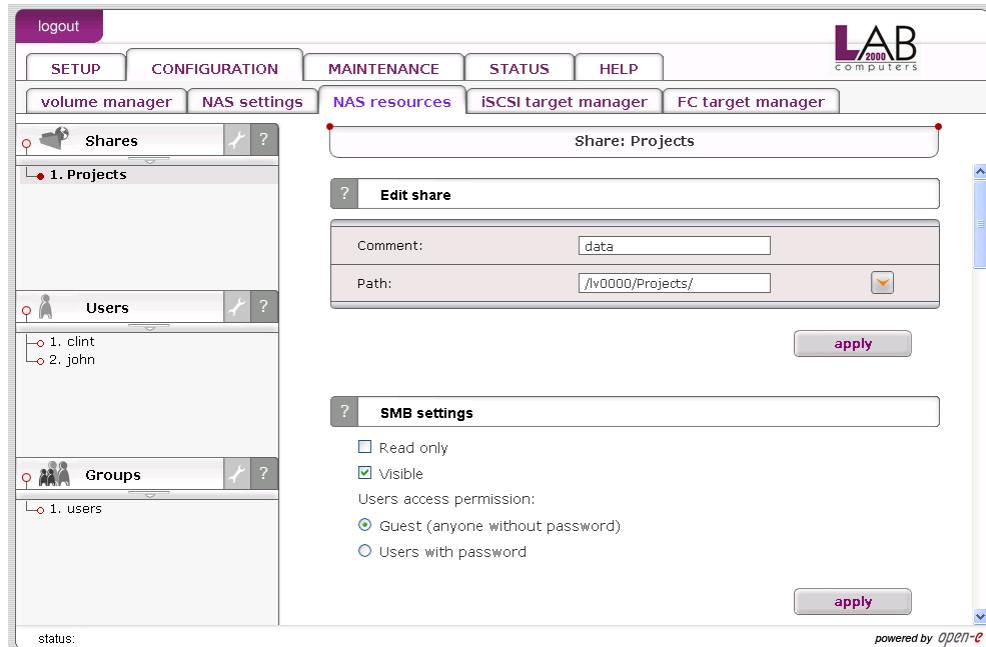 logout
LAB
2000
computers
SETUP CONFIGURATION MAINTENANCE STATUS HELP
volume manager NAS settings NAS resources iSCSI target manager FC target manager
Shares ?
1. Projects
Users ?
1. clint
2. john
Groups ?
1. users
Share: Projects
? Edit share
Comment: data
Path: /lv0000/Projects/
apply
? SMB settings
Read only
Visible
Users access permission:
Guest (anyone without password)
Users with password
apply
status:
powered by open-e